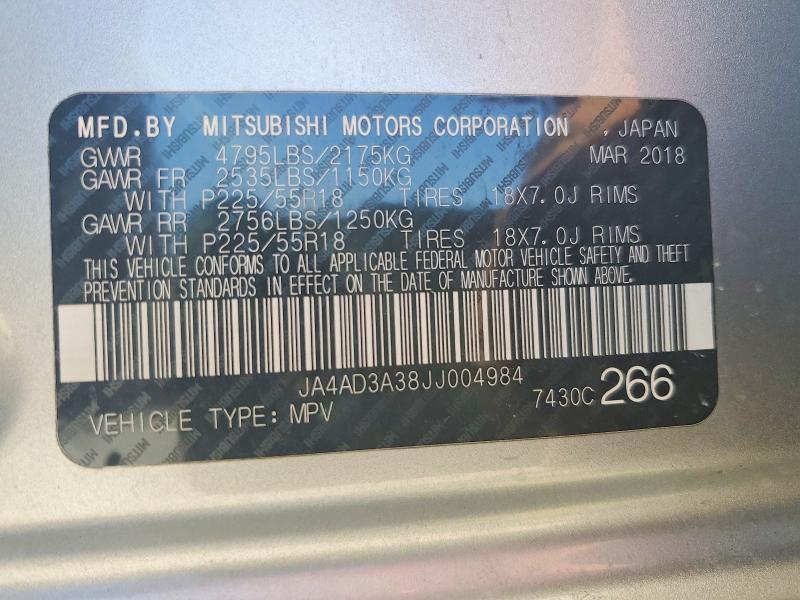 MFD.BY MITSUBISHI MOTORS CORPORATION , JAPAN
GVWR 4795LBS/2175KG MAR 2018
GAWR FR 2535LBS/1150KG
WITH P225/55R18 TIRES 18X7.0J RIMS
GAWR RR 2756LBS/1250KG
WITH P225/55R18 TIRES 18X7.0J RIMS
THIS VEHICLE CONFORMS TO ALL APPLICABLE FEDERAL MOTOR VEHICLE SAFETY AND THEFT
PREVENTION STANDARDS IN EFFECT ON THE DATE OF MANUFACTURE SHOWN ABOVE.
JA4AD3A38JJ004984
VEHICLE TYPE: MPV 7430C 266